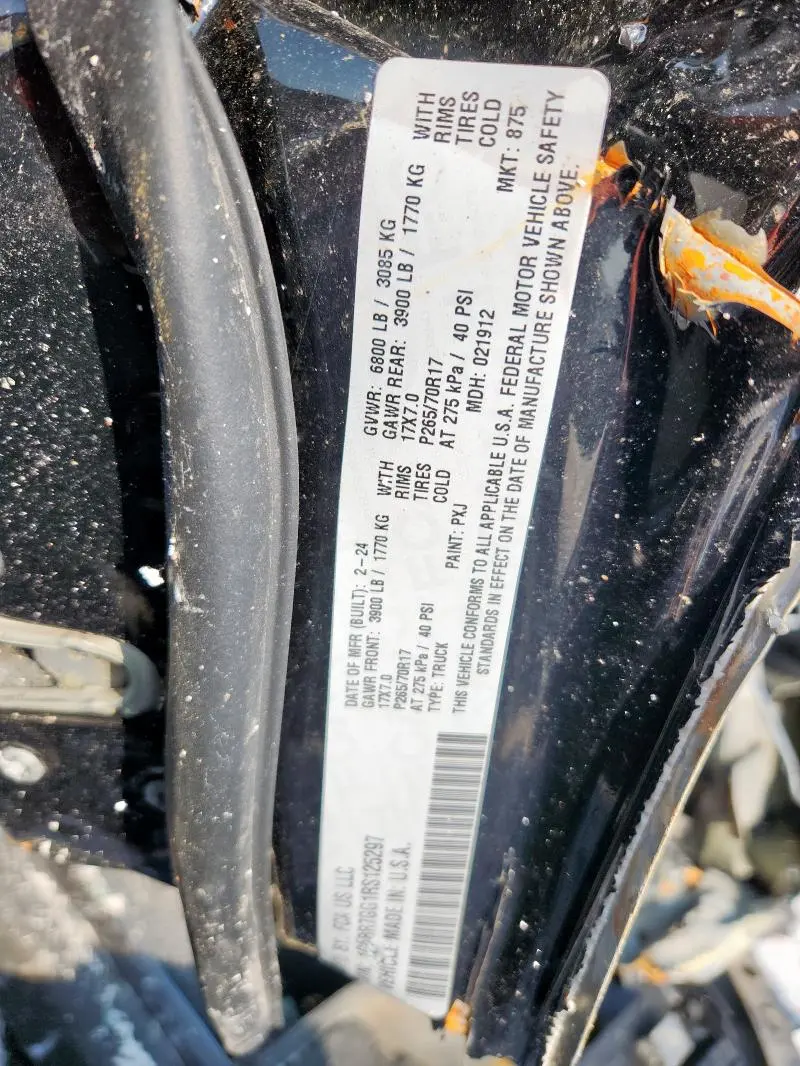 BY: FCA US LLC
DATE OF MFR (BUILT): 2-24
GVWR: 6800 LB / 3085 KG
GAWR FRONT: 3900 LB / 1770 KG WITH
17X7.0 RIMS
P265/70R17 TIRES
AT 275 kPa / 40 PSI COLD
GAWR REAR: 3900 LB / 1770 KG WITH
17X7.0 RIMS
P265/70R17 TIRES
AT 275 kPa / 40 PSI COLD
TYPE: TRUCK PAINT: PXJ MDH: 021912 MKT: 875
THIS VEHICLE CONFORMS TO ALL APPLICABLE U.S.A. FEDERAL MOTOR VEHICLE SAFETY
STANDARDS IN EFFECT ON THE DATE OF MANUFACTURE SHOWN ABOVE.
VEHICLE MADE IN: U.S.A.